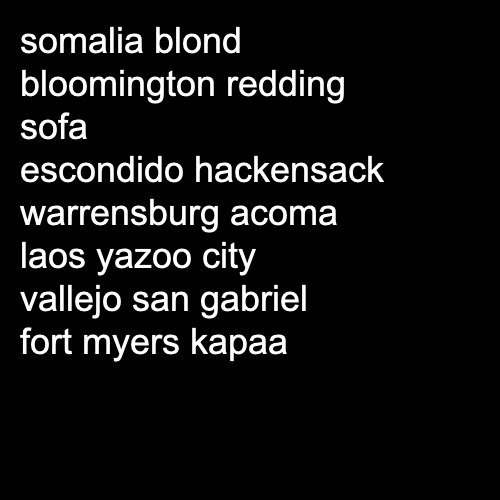 somalia blond
bloomington redding
sofa
escondido hackensack
warrensburg acoma
laos yazoo city
vallejo san gabriel
fort myers kapaa